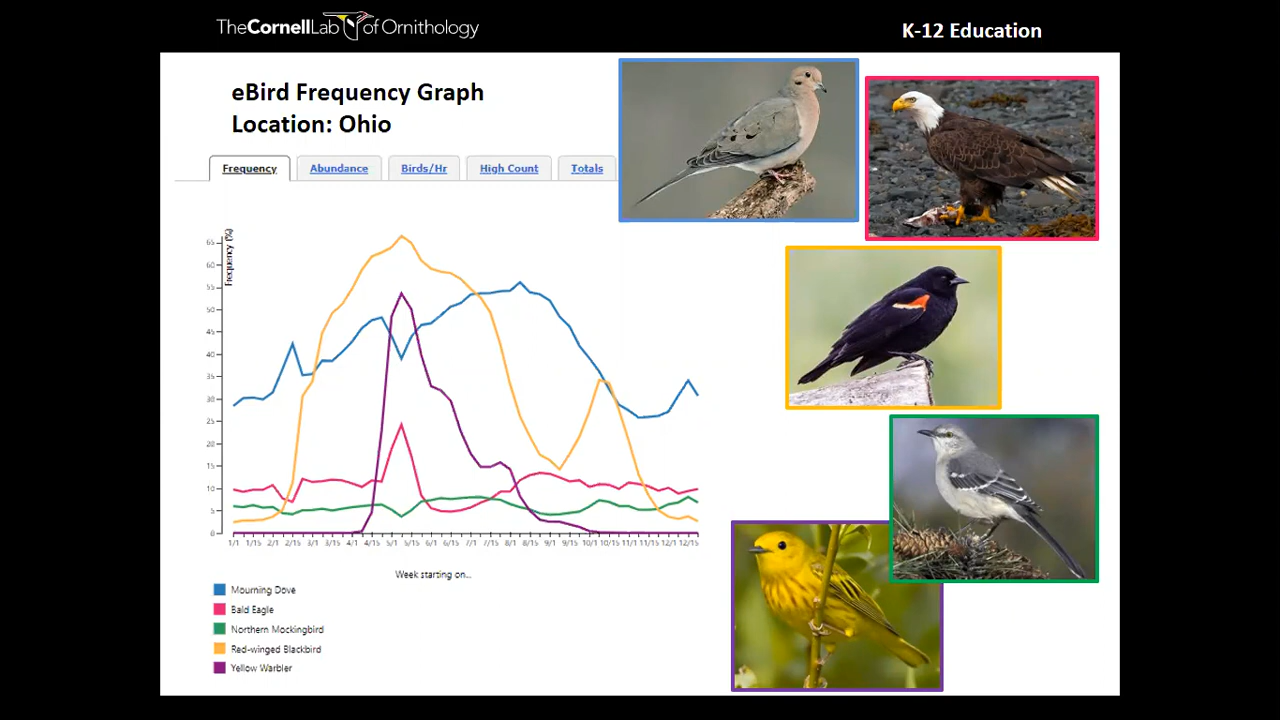 TheCornellLab of Ornithology
K-12 Education
eBird Frequency Graph
Location: Ohio
Frequency Abundance Birds/Hr High Count Totals
Frequency (%)
65
60
55
50
45
40
35
30
25
20
15
10
5
0
1/1 1/15 2/1 2/15 3/1 3/15 4/1 4/15 5/1 5/15 6/1 6/15 7/1 7/15 8/1 8/15 9/1 9/15 10/1 10/15 11/1 11/15 12/1 12/15
Week starting on...
Mourning Dove
Bald Eagle
Northern Mockingbird
Red-winged Blackbird
Yellow Warbler